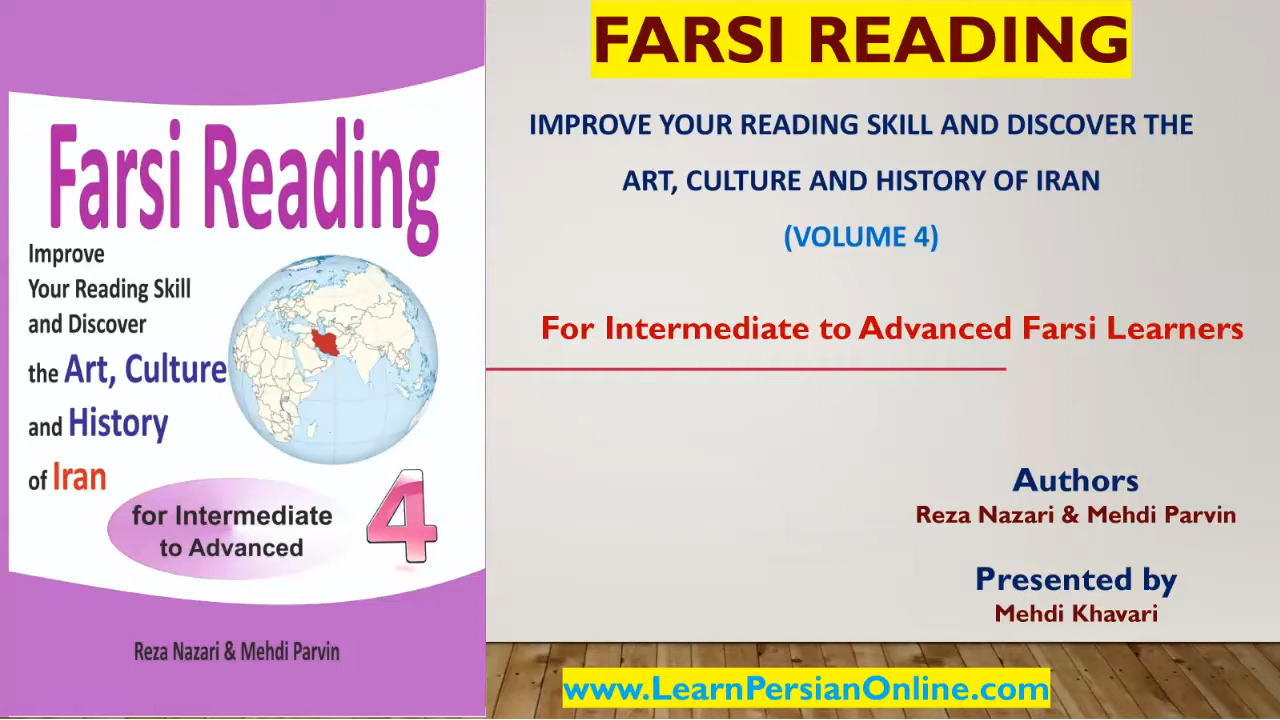 Farsi Reading
Improve
Your Reading Skill
and Discover
the Art, Culture
and History
of Iran
for Intermediate
to Advanced
4
Reza Nazari & Mehdi Parvin
FARSI READING
IMPROVE YOUR READING SKILL AND DISCOVER THE
ART, CULTURE AND HISTORY OF IRAN
(VOLUME 4)
For Intermediate to Advanced Farsi Learners
Authors
Reza Nazari & Mehdi Parvin
Presented by
Mehdi Khavari
www.LearnPersianOnline.com